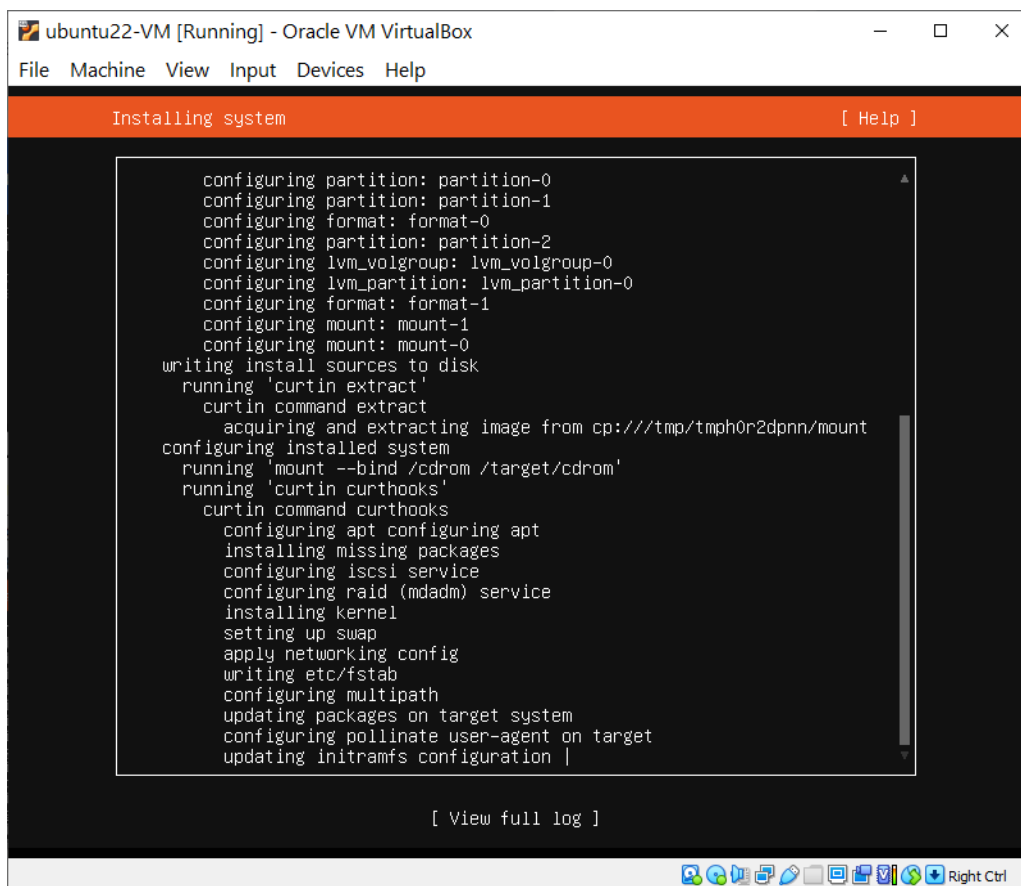 ubuntu22-VM [Running] - Oracle VM VirtualBox
File Machine View Input Devices Help
Installing system [ Help ]
configuring partition: partition-0
configuring partition: partition-1
configuring format: format-0
configuring partition: partition-2
configuring lvm_volgroup: lvm_volgroup-0
configuring lvm_partition: lvm_partition-0
configuring format: format-1
configuring mount: mount-1
configuring mount: mount-0
writing install sources to disk
running 'curtin extract'
curtin command extract
acquiring and extracting image from cp:///tmp/tmph0r2dpnn/mount
configuring installed system
running 'mount --bind /cdrom /target/cdrom'
running 'curtin curthooks'
curtin command curthooks
configuring apt configuring apt
installing missing packages
configuring iscsi service
configuring raid (mdadm) service
installing kernel
setting up swap
apply networking config
writing etc/fstab
configuring multipath
updating packages on target system
configuring pollinate user-agent on target
updating initramfs configuration |
[ View full log ]
Right Ctrl